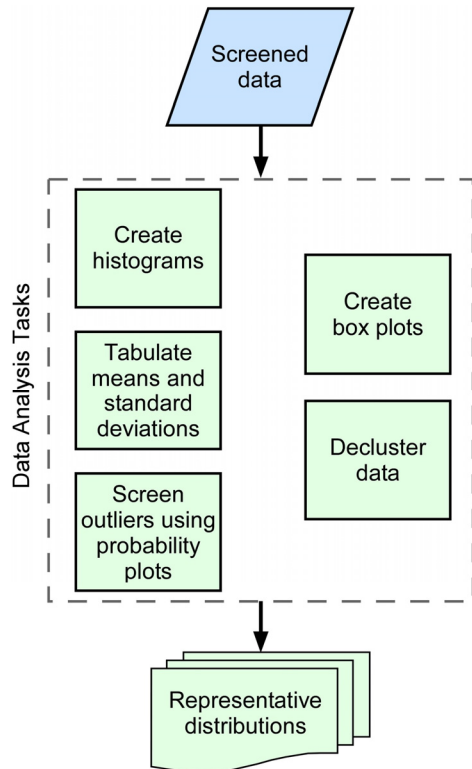 Screened
data
Data Analysis Tasks
Create
histograms
Tabulate
means and
standard
deviations
Screen
outliers using
probability
plots
Create
box plots
Decluster
data
Representative
distributions